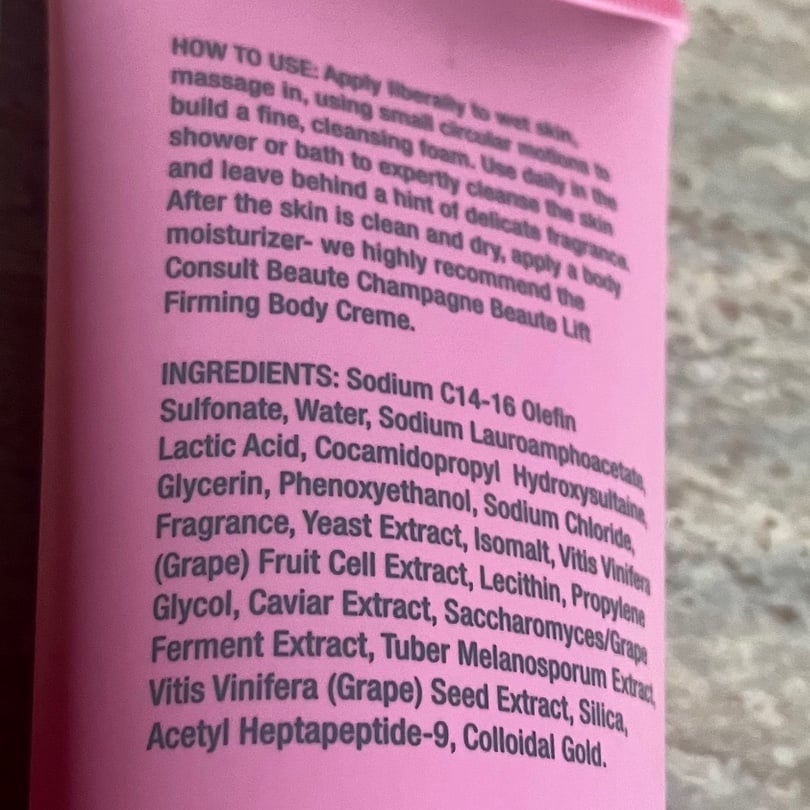 HOW TO USE: Apply liberally to wet skin,
massage in, using small circular motions to
build a fine, cleansing foam. Use daily in the
shower or bath to expertly cleanse the skin
and leave behind a hint of delicate fragrance.
After the skin is clean and dry, apply a body
moisturizer- we highly recommend the
Consult Beaute Champagne Beaute Lift
Firming Body Creme.
INGREDIENTS: Sodium C14-16 Olefin
Sulfonate, Water, Sodium Lauroamphoacetate,
Lactic Acid, Cocamidopropyl Hydroxysultaine,
Glycerin, Phenoxyethanol, Sodium Chloride,
Fragrance, Yeast Extract, Isomalt, Vitis Vinifera
(Grape) Fruit Cell Extract, Lecithin, Propylene
Glycol, Caviar Extract, Saccharomyces/Grape
Ferment Extract, Tuber Melanosporum Extract,
Vitis Vinifera (Grape) Seed Extract, Silica,
Acetyl Heptapeptide-9, Colloidal Gold.